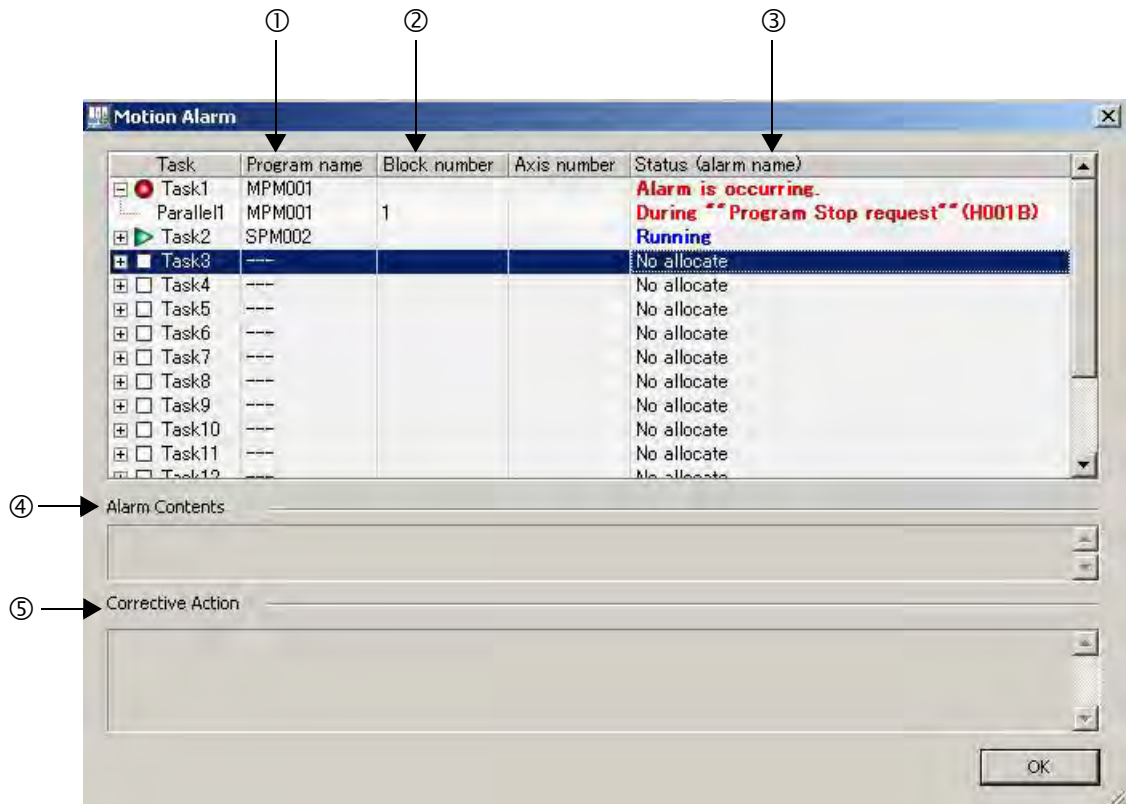 ① ② ③
Motion Alarm
Task Program name Block number Axis number Status (alarm name)
Task1 MPM001 Alarm is occurring.
Parallel1 MPM001 1 During ""Program Stop request""(H001B)
Task2 SPM002 Running
Task3 --- No allocate
Task4 --- No allocate
Task5 --- No allocate
Task6 --- No allocate
Task7 --- No allocate
Task8 --- No allocate
Task9 --- No allocate
Task10 --- No allocate
Task11 --- No allocate
Task12 --- No allocate
④ Alarm Contents
⑤ Corrective Action
OK